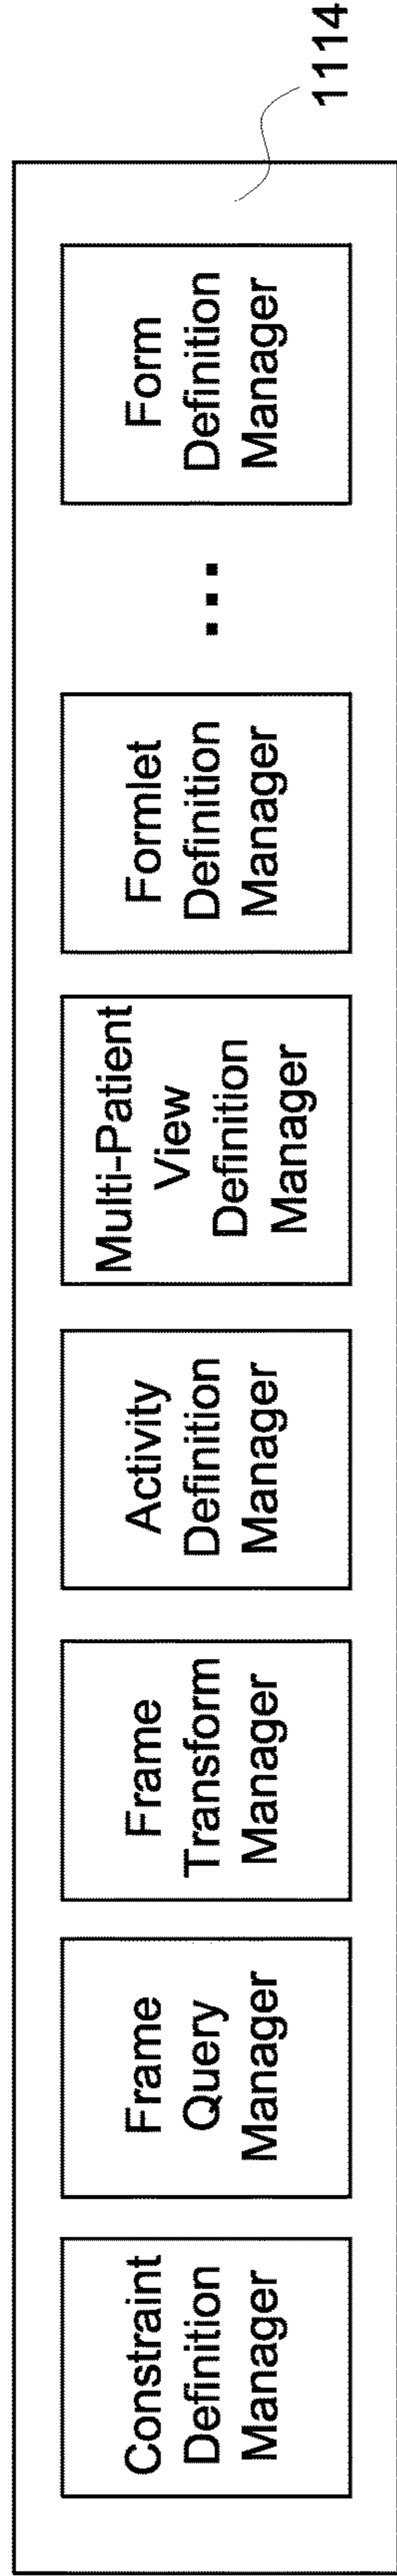 Constraint
Definition
Manager
Frame
Query
Manager
Frame
Transform
Manager
Activity
Definition
Manager
Multi-Patient
View
Definition
Manager
Formlet
Definition
Manager
...
Form
Definition
Manager
1114